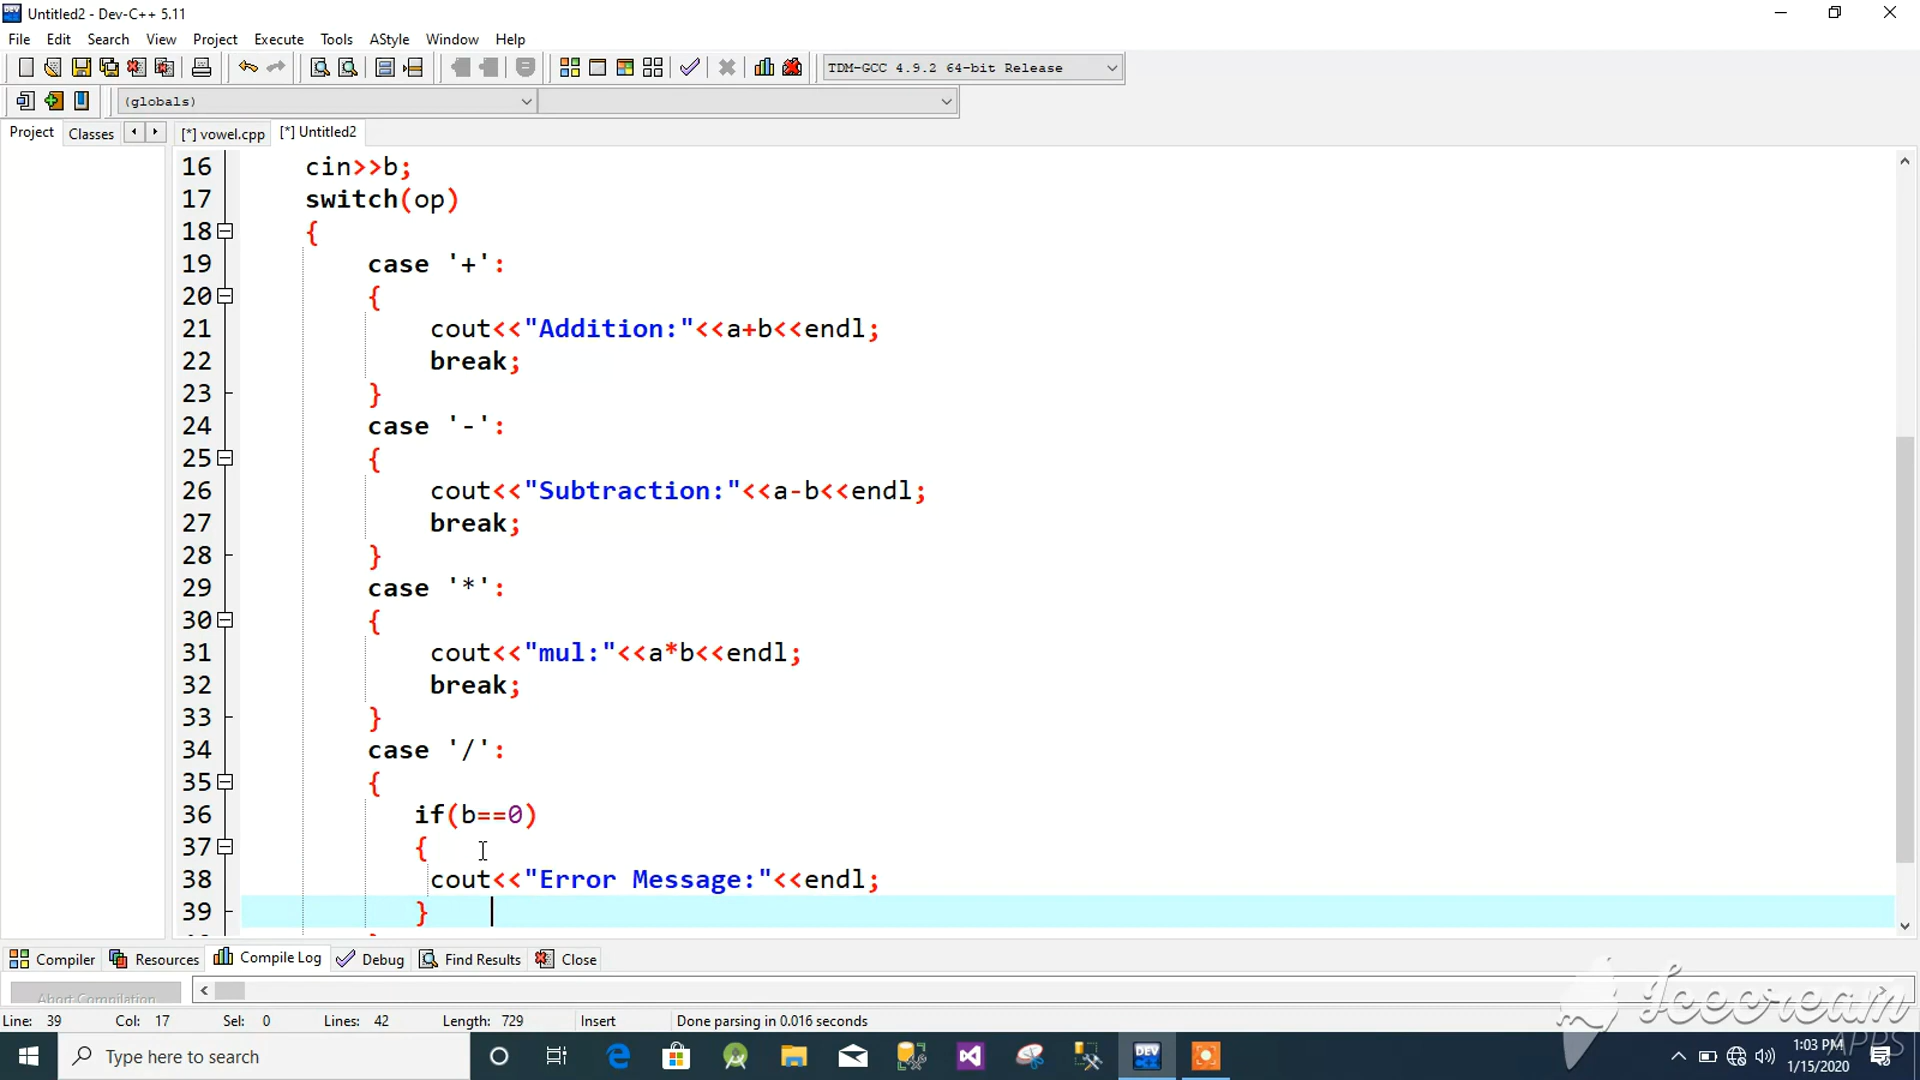 Untitled2 - Dev-C++ 5.11
File Edit Search View Project Execute Tools AStyle Window Help
TDM-GCC 4.9.2 64-bit Release
(globals)
Project Classes [*] vowel.cpp [*] Untitled2
16 cin>>b;
17 switch(op)
18 {
19 case '+':
20 {
21 cout<<"Addition:"<<a+b<<endl;
22 break;
23 }
24 case '-':
25 {
26 cout<<"Subtraction:"<<a-b<<endl;
27 break;
28 }
29 case '*':
30 {
31 cout<<"mul:"<<a*b<<endl;
32 break;
33 }
34 case '/':
35 {
36 if(b==0)
37 {
38 cout<<"Error Message:"<<endl;
39 }
Compiler Resources Compile Log Debug Find Results Close
Abort Compilation
Line: 39 Col: 17 Sel: 0 Lines: 42 Length: 729 Insert Done parsing in 0.016 seconds
Icecream
APPS
Type here to search
DEV
1:03 PM
1/15/2020